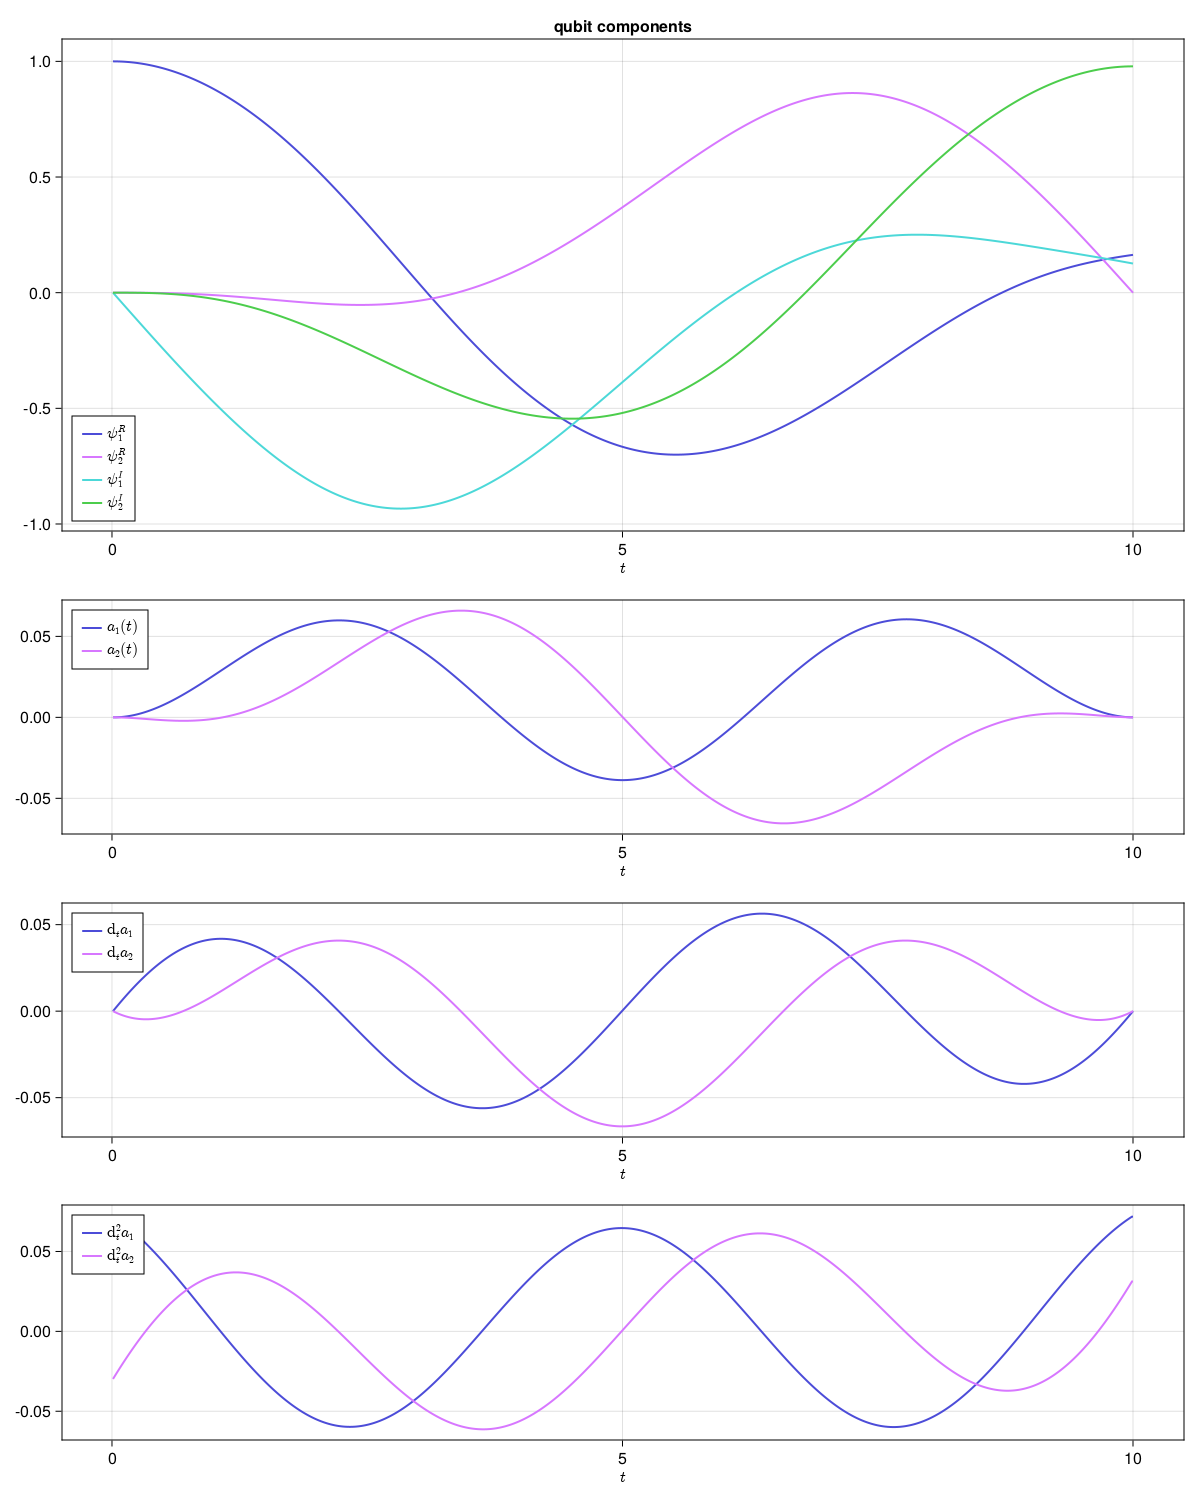 qubit components
1.0
0.5
0.0
-0.5
-1.0
ψ₁ᴿ
ψ₂ᴿ
ψ₁ᴵ
ψ₂ᴵ
0 5 10
t
0.05
0.00
-0.05
a₁(t)
a₂(t)
0 5 10
t
0.05
0.00
-0.05
dₜa₁
dₜa₂
0 5 10
t
0.05
0.00
-0.05
dₜ²a₁
dₜ²a₂
0 5 10
t